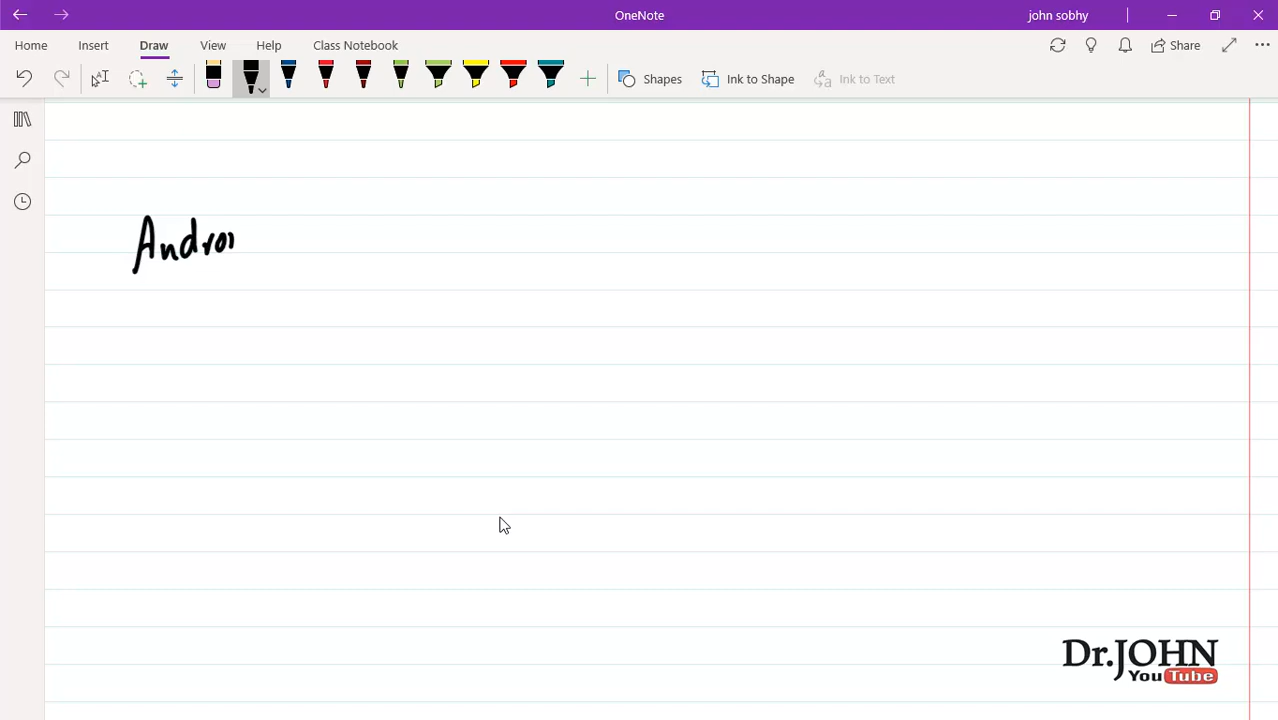 OneNote
john sobhy
Home Insert Draw View Help Class Notebook
Share
Shapes Ink to Shape Ink to Text
Androi
Dr.JOHN
YouTube